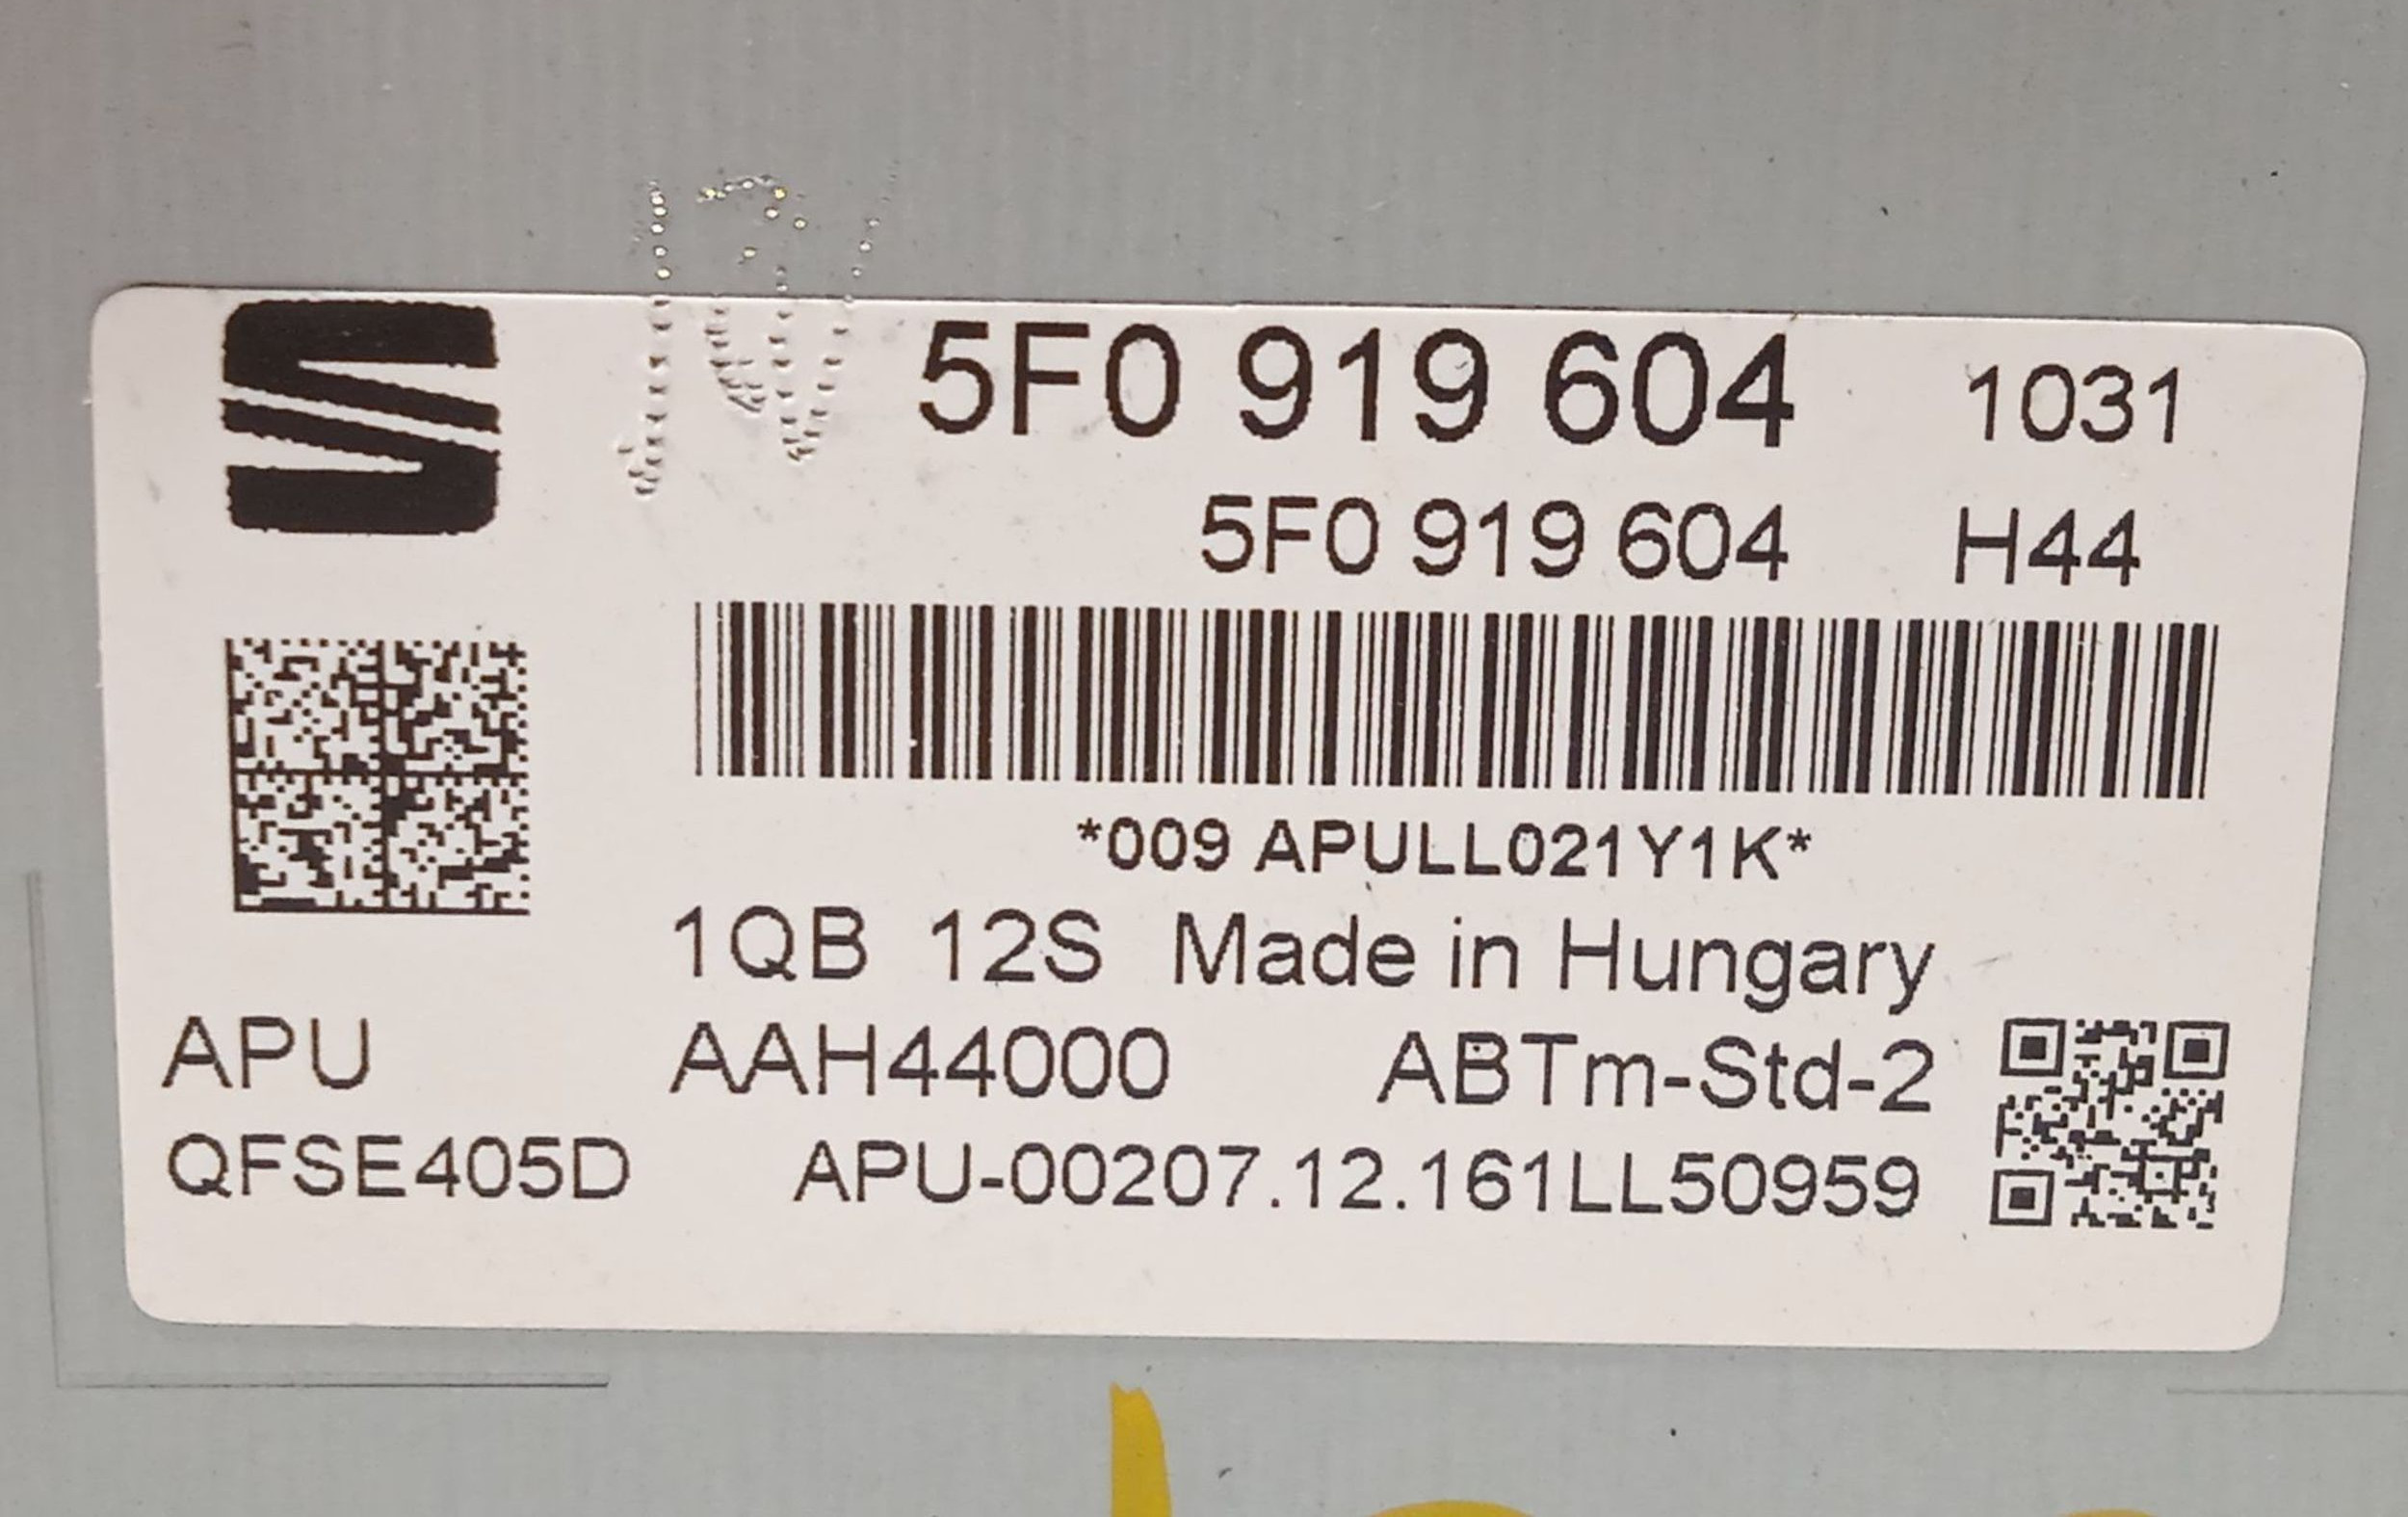 5F0 919 604 1031
5F0 919 604 H44
*009 APULL021Y1K*
1QB 12S Made in Hungary
APU AAH44000 ABTm-Std-2
QFSE405D APU-00207.12.161LL50959